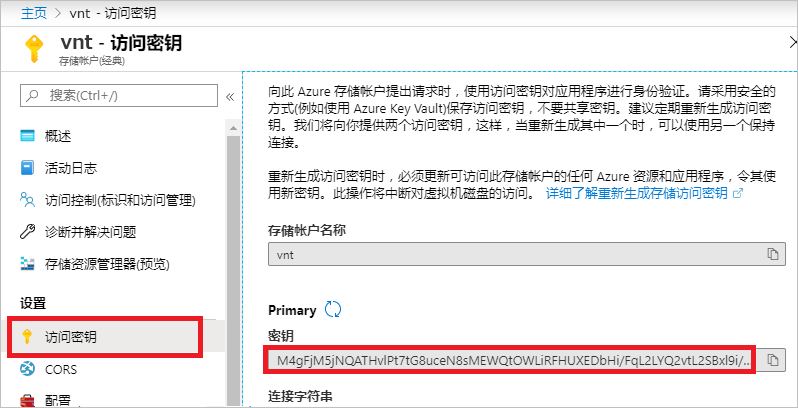 主页 > vnt - 访问密钥
vnt - 访问密钥
存储帐户(经典)
搜索(Ctrl+/)
«
概述
活动日志
访问控制(标识和访问管理)
诊断并解决问题
存储资源管理器(预览)
设置
访问密钥
CORS
配置
向此 Azure 存储帐户提出请求时，使用访问密钥对应用程序进行身份验证。请采用安全的
方式(例如使用 Azure Key Vault)保存访问密钥，不要共享密钥。建议定期重新生成访问密
钥。我们将向你提供两个访问密钥，这样，当重新生成其中一个时，可以使用另一个保持
连接。
重新生成访问密钥时，必须更新可访问此存储帐户的任何 Azure 资源和应用程序，令其使
用新密钥。此操作将中断对虚拟机磁盘的访问。 详细了解重新生成存储访问密钥
存储帐户名称
vnt
Primary
密钥
M4gFjM5jNQATHvlPt7tG8uceN8sMEWQtOWLiRFHUXEDbHi/FqL2LYQ2vtL2SBxl9i/...
连接字符串